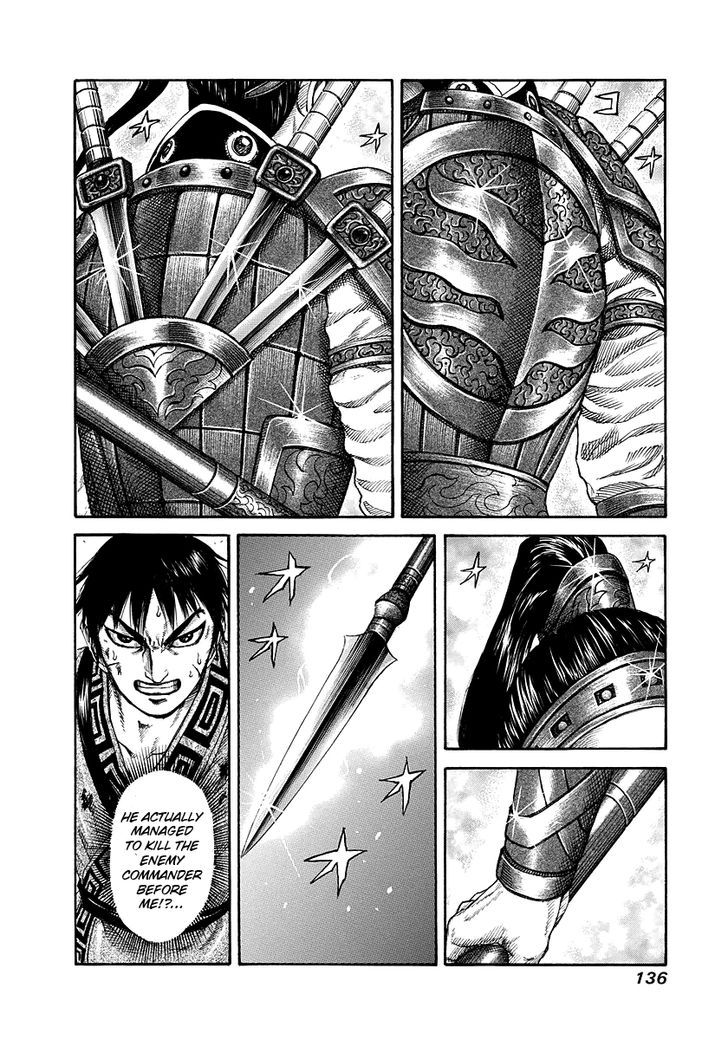 HE ACTUALLY
MANAGED
TO KILL THE
ENEMY
COMMANDER
BEFORE
ME!?...
136